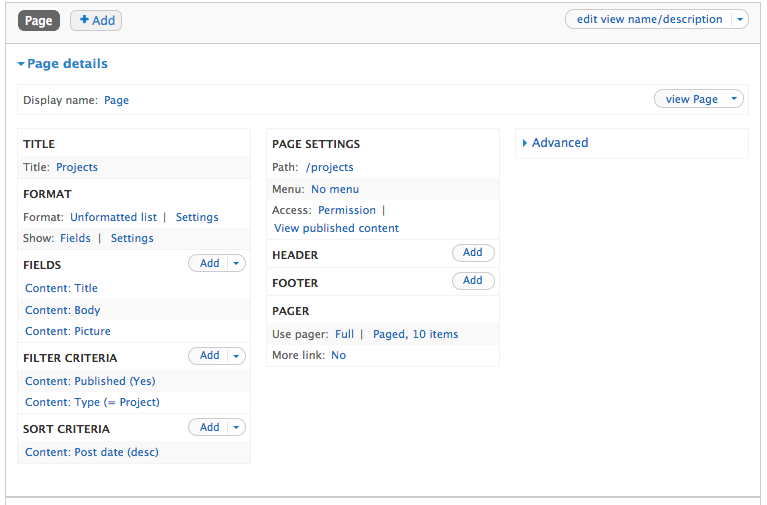 Page + Add edit view name/description
Page details
Display name: Page view Page
TITLE
Title: Projects
FORMAT
Format: Unformatted list | Settings
Show: Fields | Settings
FIELDS Add
Content: Title
Content: Body
Content: Picture
FILTER CRITERIA Add
Content: Published (Yes)
Content: Type (= Project)
SORT CRITERIA Add
Content: Post date (desc)
PAGE SETTINGS
Path: /projects
Menu: No menu
Access: Permission |
View published content
HEADER Add
FOOTER Add
PAGER
Use pager: Full | Paged, 10 items
More link: No
Advanced